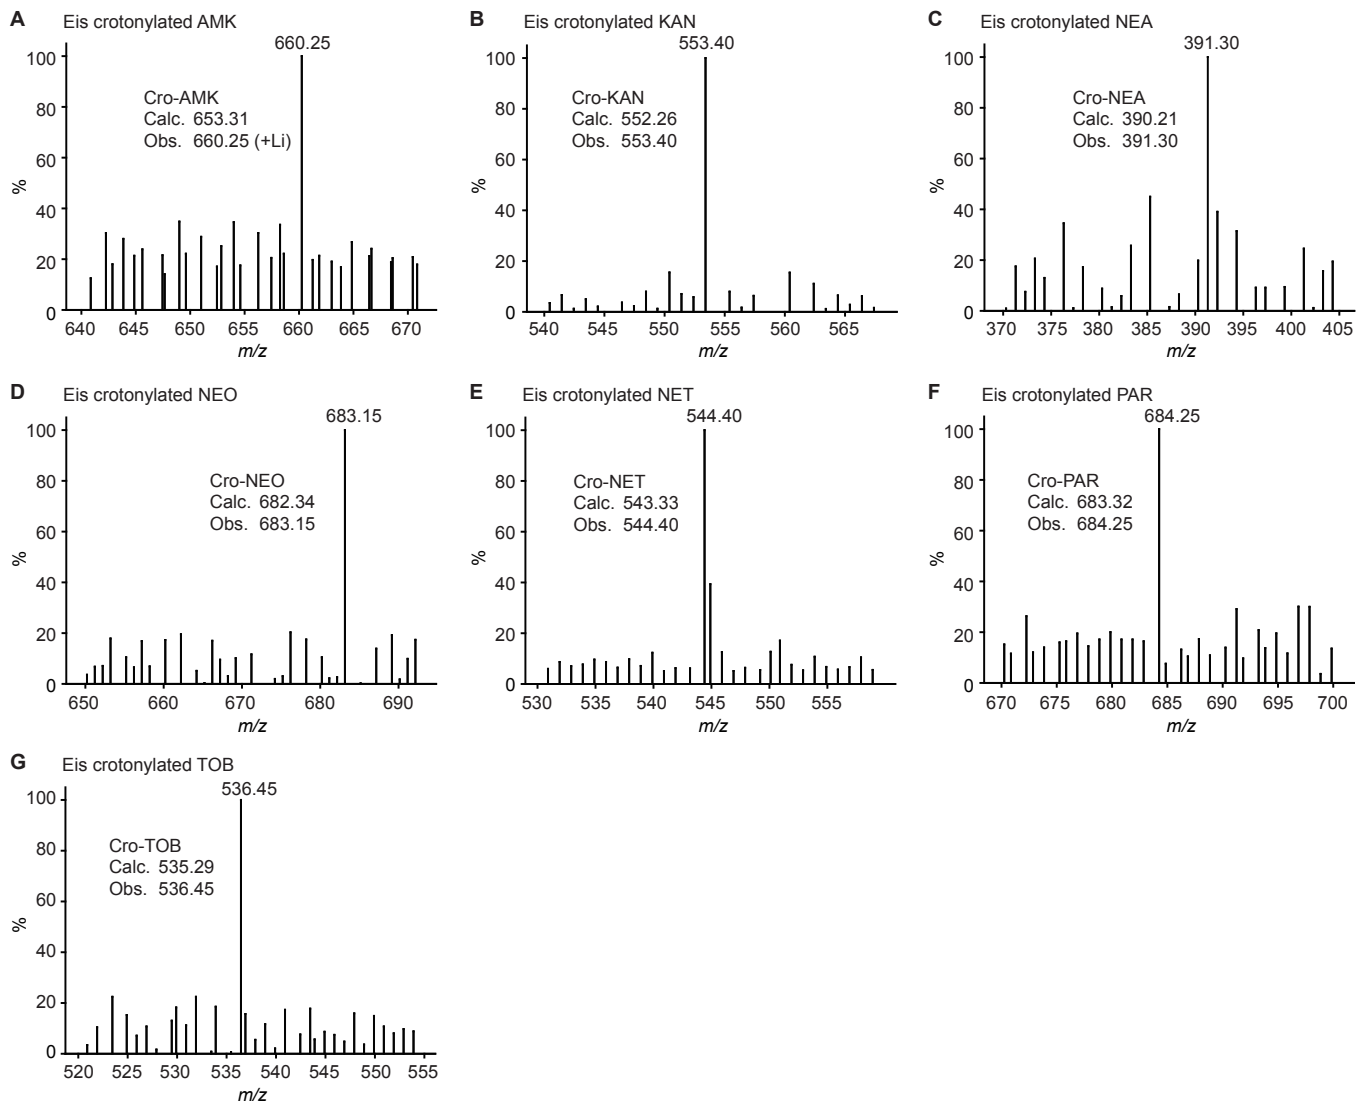 A Eis crotonylated AMK
660.25
Cro-AMK
Calc. 653.31
Obs. 660.25 (+Li)
100
80
60
40
20
0
%
640 645 650 655 660 665 670
m/z
B Eis crotonylated KAN
553.40
Cro-KAN
Calc. 552.26
Obs. 553.40
100
80
60
40
20
0
%
540 545 550 555 560 565
m/z
C Eis crotonylated NEA
391.30
Cro-NEA
Calc. 390.21
Obs. 391.30
100
80
60
40
20
0
%
370 375 380 385 390 395 400 405
m/z
D Eis crotonylated NEO
683.15
Cro-NEO
Calc. 682.34
Obs. 683.15
100
80
60
40
20
0
%
650 660 670 680 690
m/z
E Eis crotonylated NET
544.40
Cro-NET
Calc. 543.33
Obs. 544.40
100
80
60
40
20
0
%
530 535 540 545 550 555
m/z
F Eis crotonylated PAR
684.25
Cro-PAR
Calc. 683.32
Obs. 684.25
100
80
60
40
20
0
%
670 675 680 685 690 695 700
m/z
G Eis crotonylated TOB
536.45
Cro-TOB
Calc. 535.29
Obs. 536.45
100
80
60
40
20
0
%
520 525 530 535 540 545 550 555
m/z